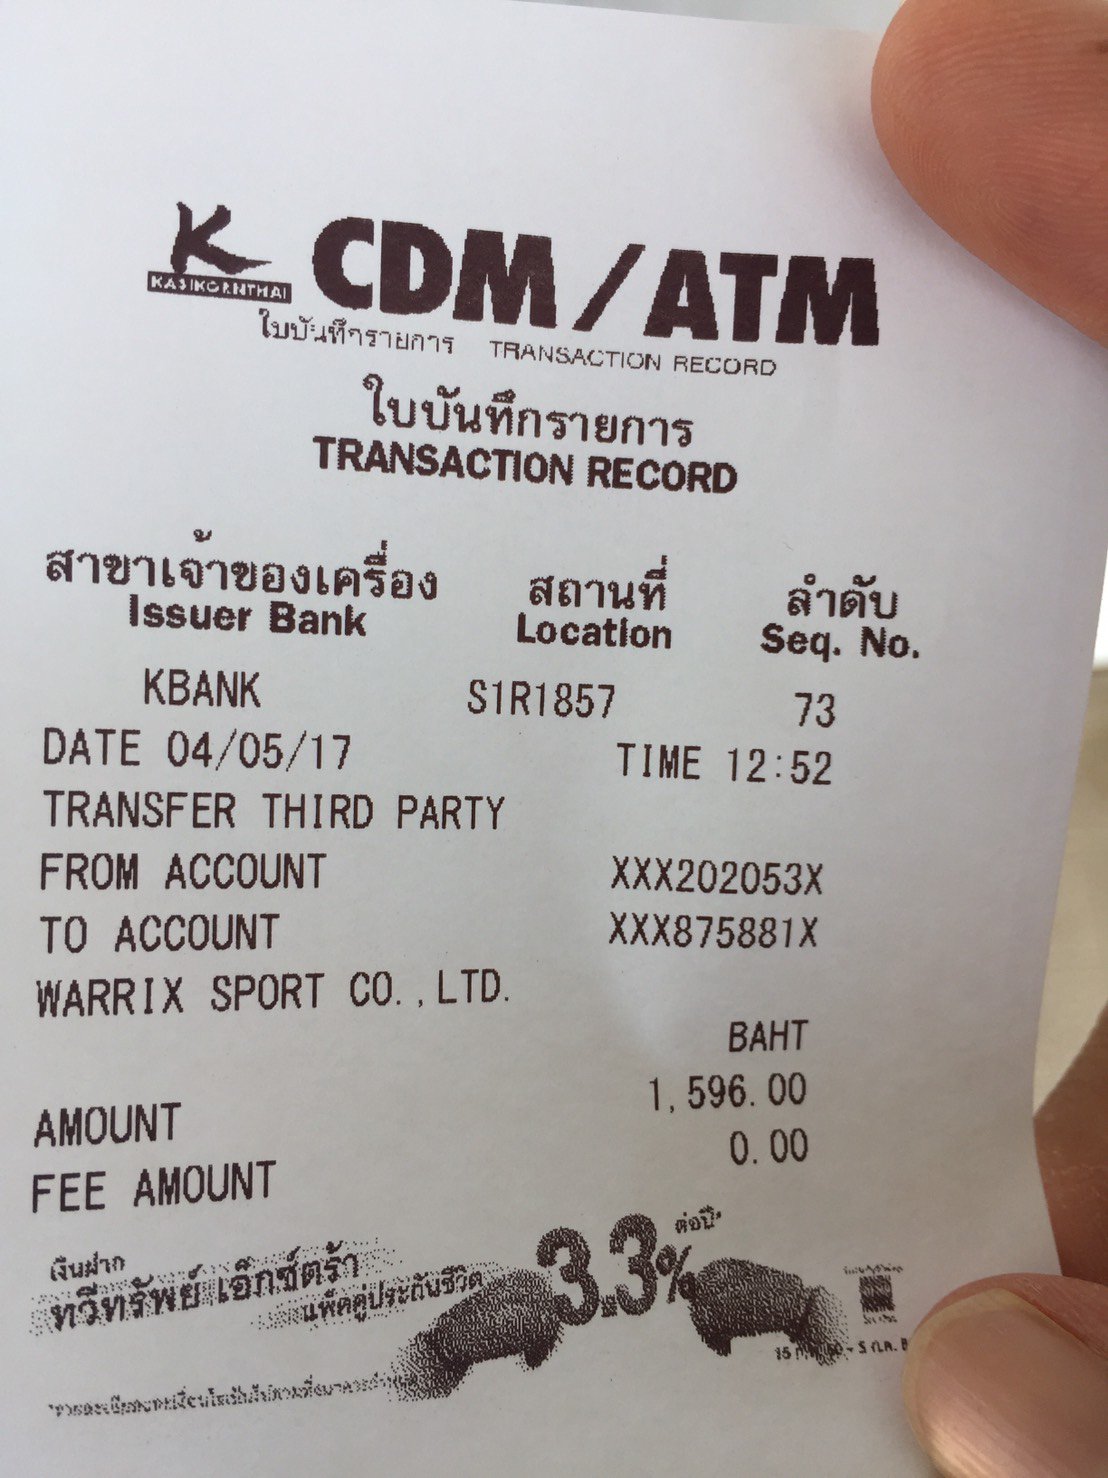 K CDM/ATM
KASIKORNTHAI
ใบบันทึกรายการ TRANSACTION RECORD
ใบบันทึกรายการ
TRANSACTION RECORD
สาขาเจ้าของเครื่อง สถานที่ ลำดับ
Issuer Bank Location Seq. No.
KBANK S1R1857 73
DATE 04/05/17 TIME 12:52
TRANSFER THIRD PARTY
FROM ACCOUNT XXX202053X
TO ACCOUNT XXX875881X
WARRIX SPORT CO.,LTD.
BAHT
AMOUNT 1,596.00
FEE AMOUNT 0.00
เงินฝาก
ทวีทรัพย์ เอ็กซ์ตร้า
แพ็คคู่ประกันชีวิต 3.3% ต่อปี*